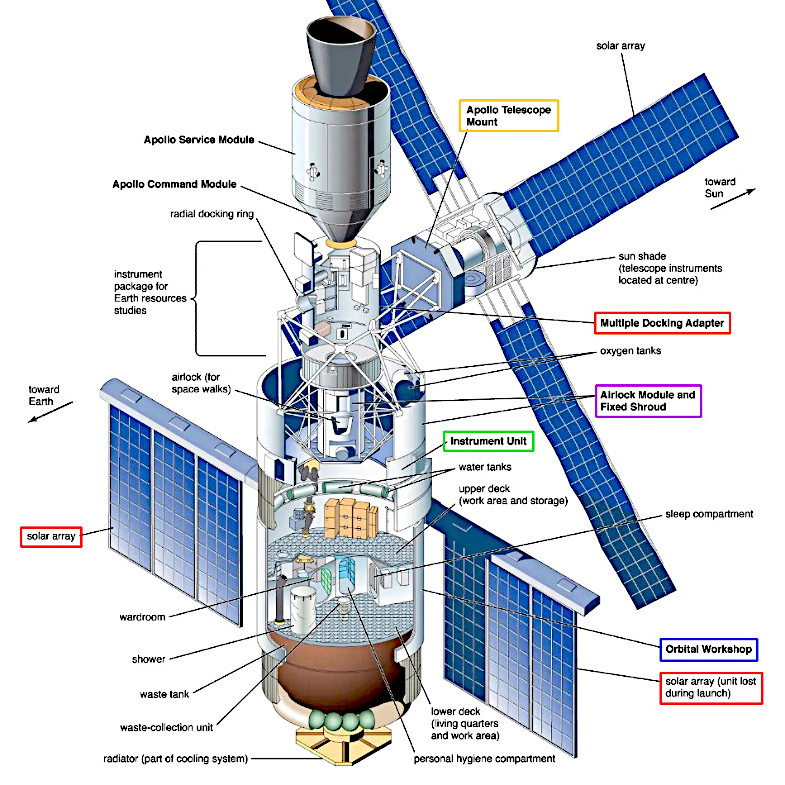 solar array
Apollo Telescope
Mount
Apollo Service Module
toward
Sun
Apollo Command Module
radial docking ring
sun shade
(telescope instruments
located at centre)
instrument
package for
Earth resources
studies
Multiple Docking Adapter
oxygen tanks
airlock (for
space walks)
toward
Earth
Airlock Module and
Fixed Shroud
Instrument Unit
water tanks
upper deck
(work area and storage)
sleep compartment
solar array
wardroom
Orbital Workshop
shower
solar array (unit lost
during launch)
waste tank
lower deck
(living quarters
and work area)
waste-collection unit
radiator (part of cooling system)
personal hygiene compartment